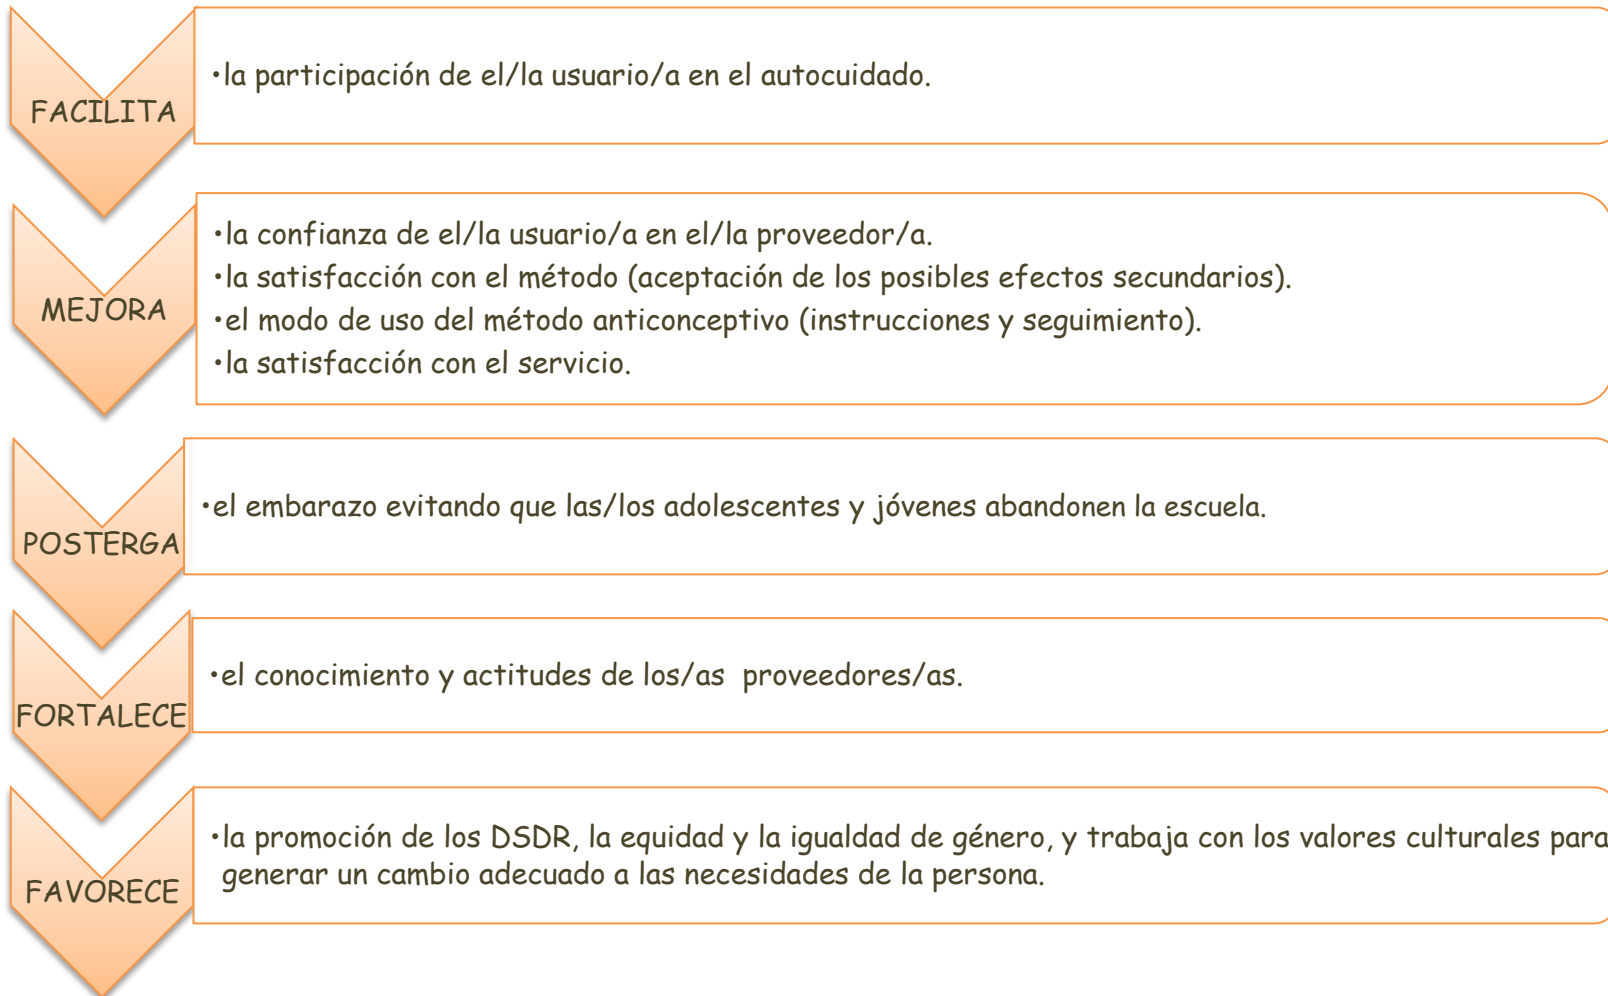 FACILITA
•la participación de el/la usuario/a en el autocuidado.
MEJORA
•la confianza de el/la usuario/a en el/la proveedor/a.
•la satisfacción con el método (aceptación de los posibles efectos secundarios).
•el modo de uso del método anticonceptivo (instrucciones y seguimiento).
•la satisfacción con el servicio.
POSTERGA
•el embarazo evitando que las/los adolescentes y jóvenes abandonen la escuela.
FORTALECE
•el conocimiento y actitudes de los/as proveedores/as.
FAVORECE
•la promoción de los DSDR, la equidad y la igualdad de género, y trabaja con los valores culturales para
generar un cambio adecuado a las necesidades de la persona.